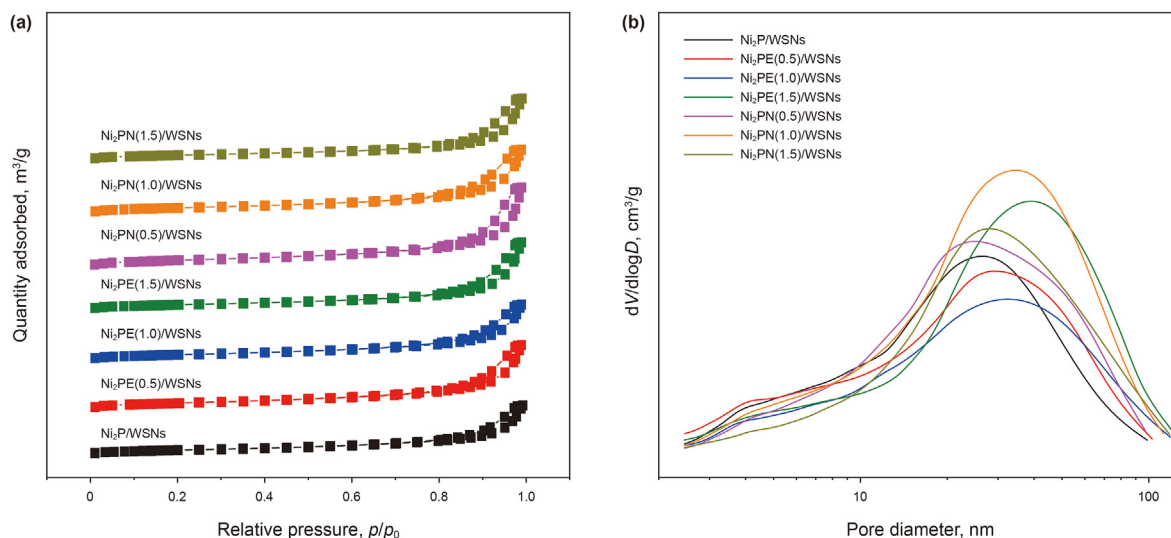 (a)
Quantity adsorbed, m³/g
Ni₂PN(1.5)/WSNs
Ni₂PN(1.0)/WSNs
Ni₂PN(0.5)/WSNs
Ni₂PE(1.5)/WSNs
Ni₂PE(1.0)/WSNs
Ni₂PE(0.5)/WSNs
Ni₂P/WSNs
0 0.2 0.4 0.6 0.8 1.0
Relative pressure, p/p₀
(b)
dV/dlogD, cm³/g
Ni₂P/WSNs
Ni₂PE(0.5)/WSNs
Ni₂PE(1.0)/WSNs
Ni₂PE(1.5)/WSNs
Ni₂PN(0.5)/WSNs
Ni₂PN(1.0)/WSNs
Ni₂PN(1.5)/WSNs
10 100
Pore diameter, nm